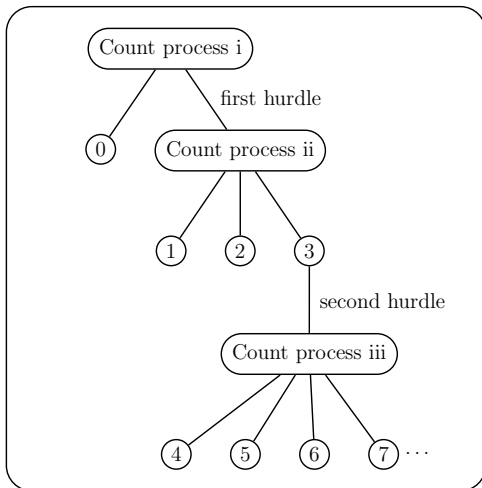 Count process i
first hurdle
0
Count process ii
1 2 3
second hurdle
Count process iii
4 5 6 7 ···